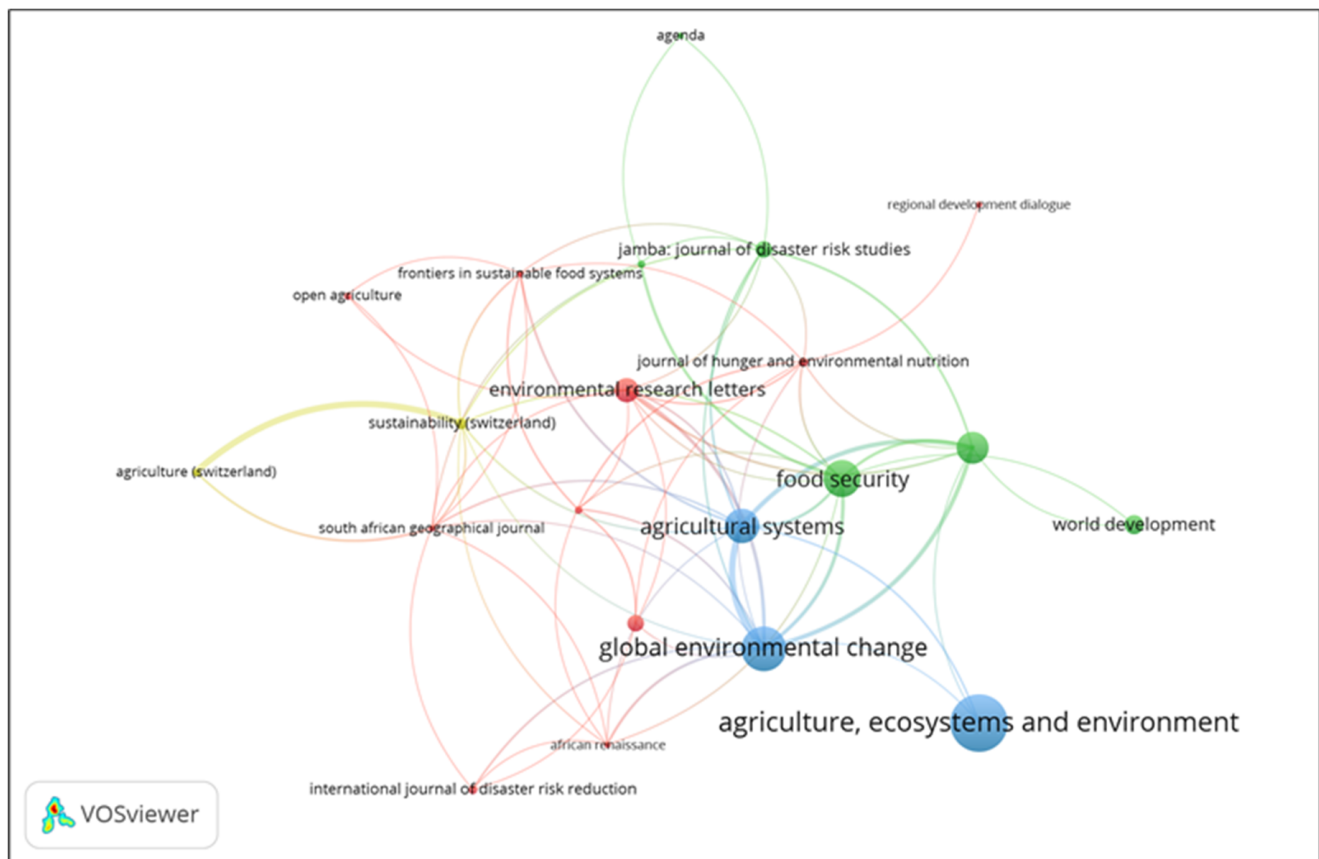 agenda
regional development dialogue
jamba: journal of disaster risk studies
frontiers in sustainable food systems
open agriculture
journal of hunger and environmental nutrition
environmental research letters
sustainability (switzerland)
agriculture (switzerland)
food security
agricultural systems
world development
south african geographical journal
global environmental change
agriculture, ecosystems and environment
african renaissance
international journal of disaster risk reduction
VOSviewer